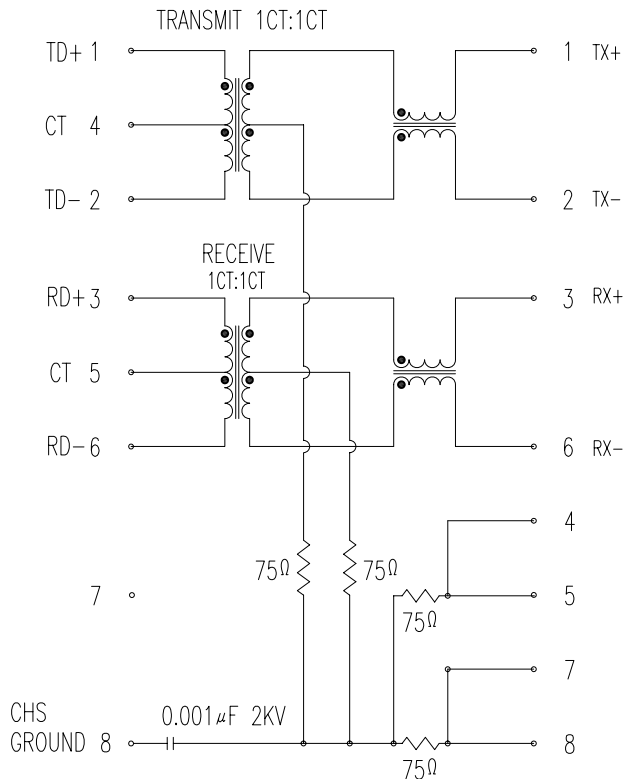 TRANSMIT 1CT:1CT
TD+ 1
1 TX+
CT 4
TD- 2
2 TX-
RECEIVE
1CT:1CT
RD+ 3
3 RX+
CT 5
RD- 6
6 RX-
4
75Ω
75Ω
7
5
75Ω
7
CHS
GROUND 8
0.001μF 2KV
8
75Ω